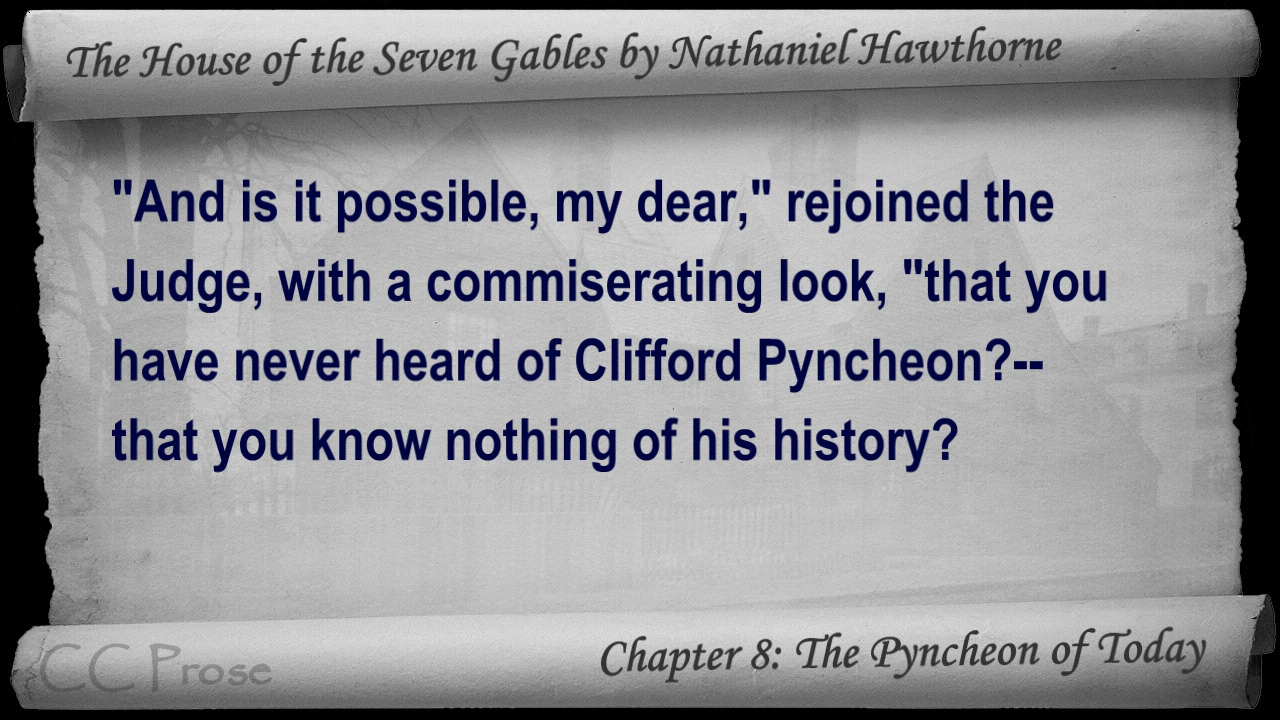 The House of the Seven Gables by Nathaniel Hawthorne
"And is it possible, my dear," rejoined the
Judge, with a commiserating look, "that you
have never heard of Clifford Pyncheon?--
that you know nothing of his history?
CC Prose
Chapter 8: The Pyncheon of Today